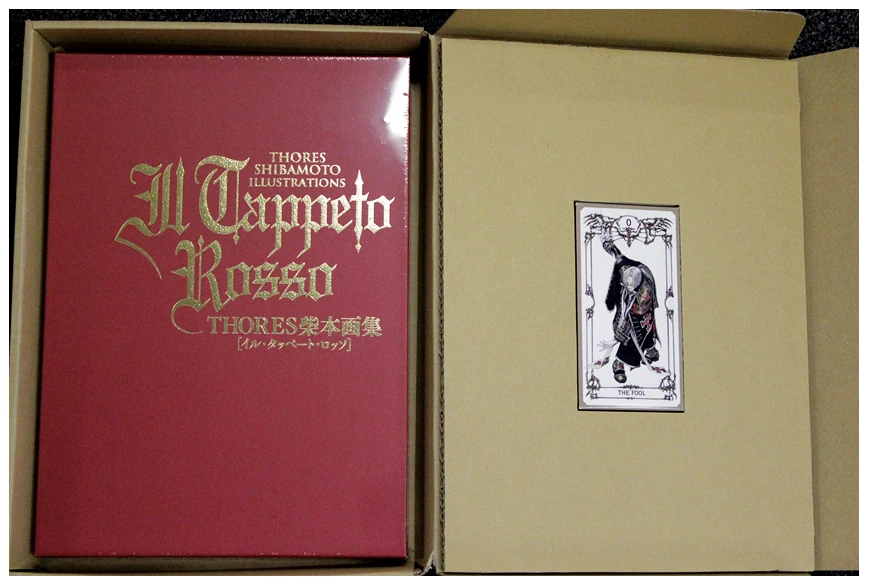 THORES
SHIBAMOTO
ILLUSTRATIONS
Il Tappeto
Rosso
THORES柴本画集
[イル・タッペート・ロッソ]
0
THE FOOL